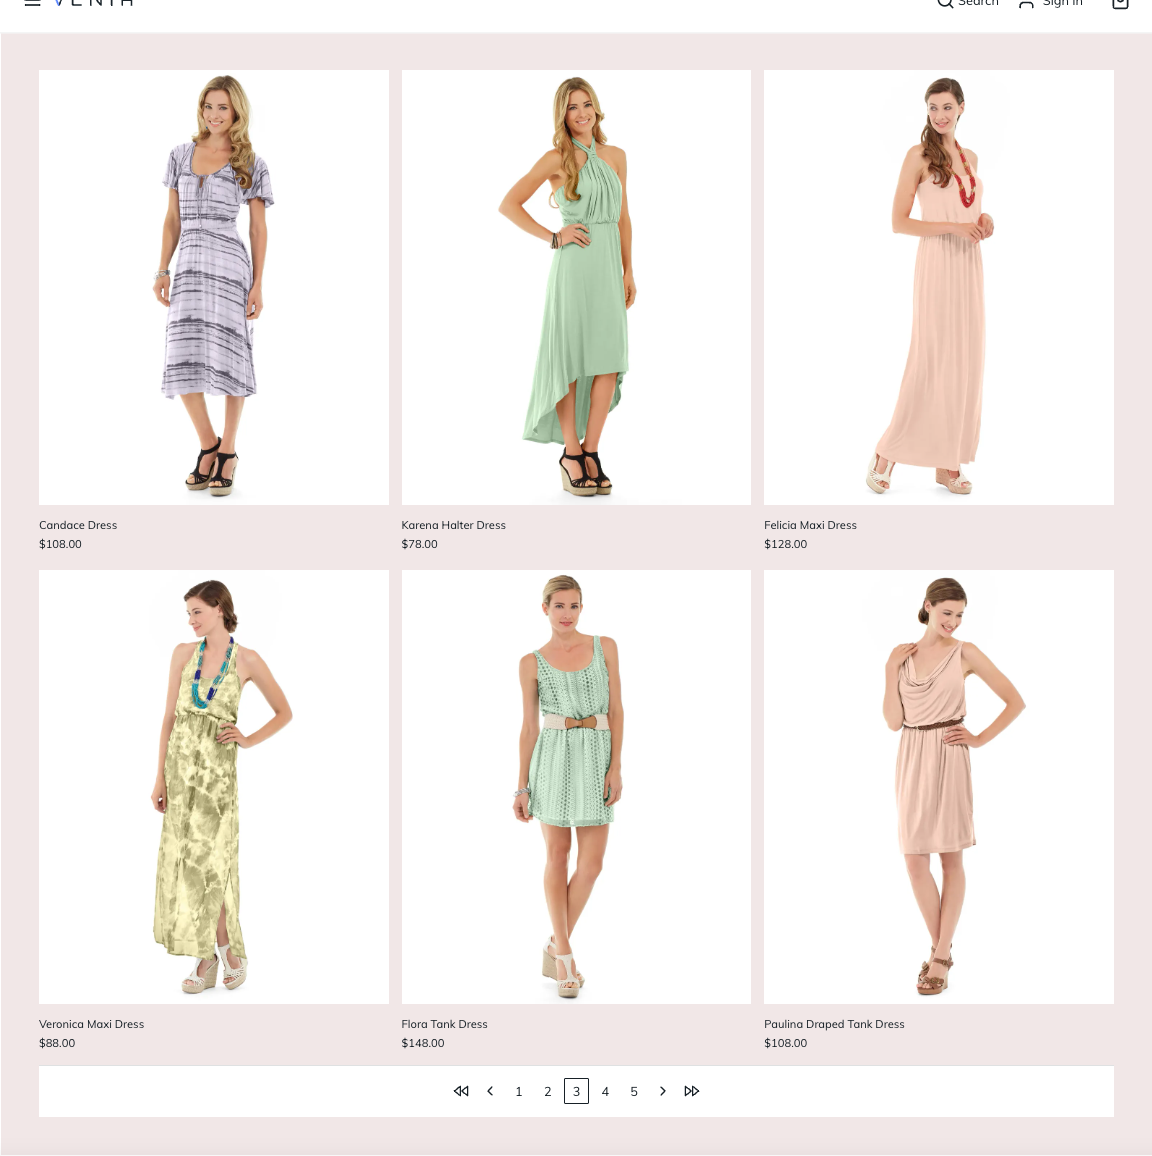 Search
Sign in
Candace Dress
$108.00
Karena Halter Dress
$78.00
Felicia Maxi Dress
$128.00
Veronica Maxi Dress
$88.00
Flora Tank Dress
$148.00
Paulina Draped Tank Dress
$108.00
1 2 3 4 5